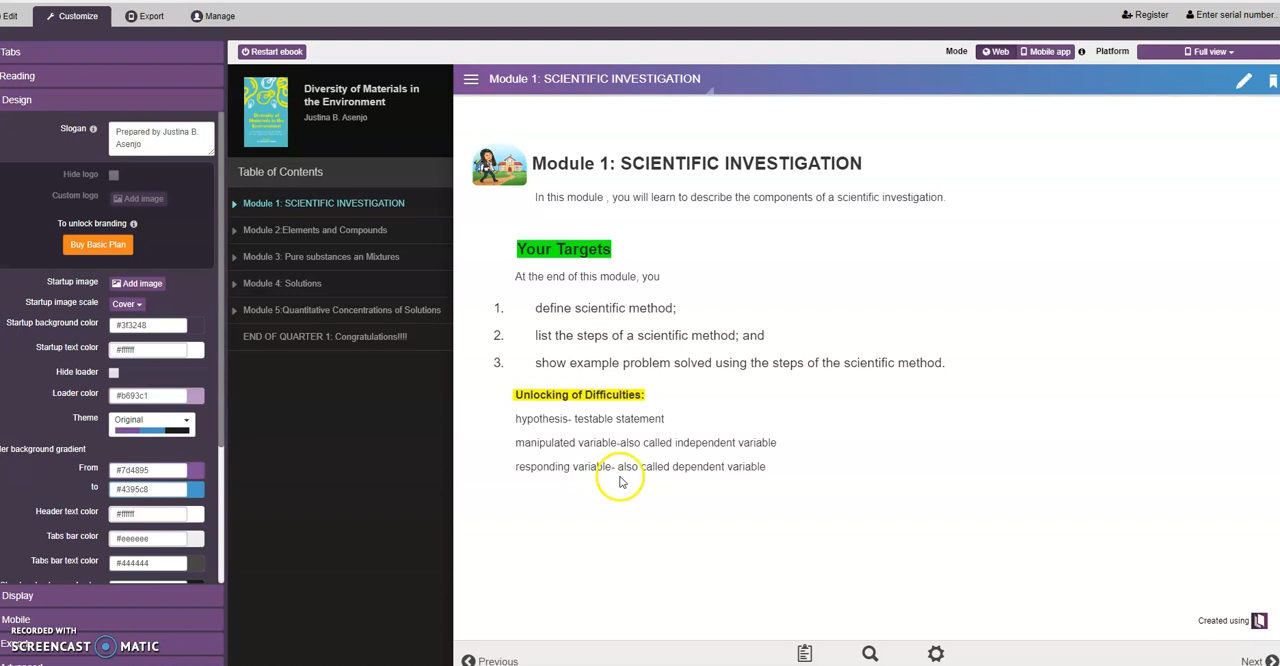 Edit
Customize
Export
Manage
Register
Enter serial number..
Tabs
Reading
Design
Slogan
Prepared by Justina B.
Asenjo
Hide logo
Custom logo
Add image
To unlock branding
Buy Basic Plan
Startup image
Add image
Startup image scale
Cover
Startup background color
#3f3248
Startup text color
#ffffff
Hide loader
Loader color
#b693c1
Theme
Original
der background gradient
From
#7d4895
to
#4395c8
Header text color
#ffffff
Tabs bar color
#eeeeee
Tabs bar text color
#444444
Display
Mobile
RECORDED WITH
SCREENCAST MATIC
Restart ebook
Mode
Web
Mobile app
Platform
Full view
Diversity of Materials in
the Environment
Justina B. Asenjo
Table of Contents
Module 1: SCIENTIFIC INVESTIGATION
Module 2:Elements and Compounds
Module 3: Pure substances an Mixtures
Module 4: Solutions
Module 5:Quantitative Concentrations of Solutions
END OF QUARTER 1: Congratulations!!!!
Module 1: SCIENTIFIC INVESTIGATION
Module 1: SCIENTIFIC INVESTIGATION
In this module , you will learn to describe the components of a scientific investigation.
Your Targets
At the end of this module, you
1. define scientific method;
2. list the steps of a scientific method; and
3. show example problem solved using the steps of the scientific method.
Unlocking of Difficulties:
hypothesis- testable statement
manipulated variable-also called independent variable
responding variable- also called dependent variable
Created using
Previous
Next